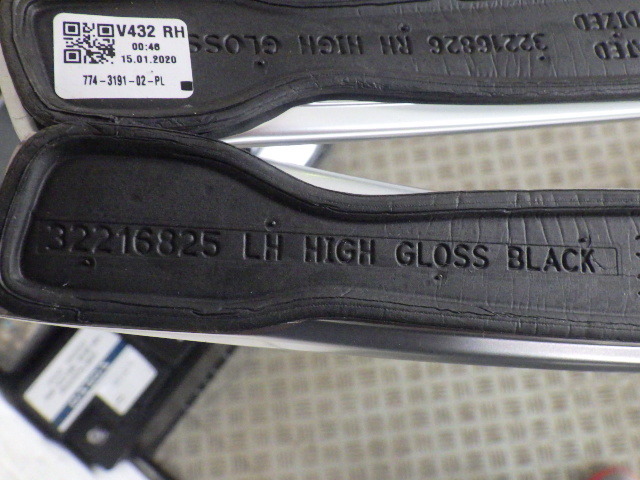 V432 RH
00:46
15.01.2020
774-3191-02-PL
32216826 RH HIGH GLOSS
32216825 LH HIGH GLOSS BLACK